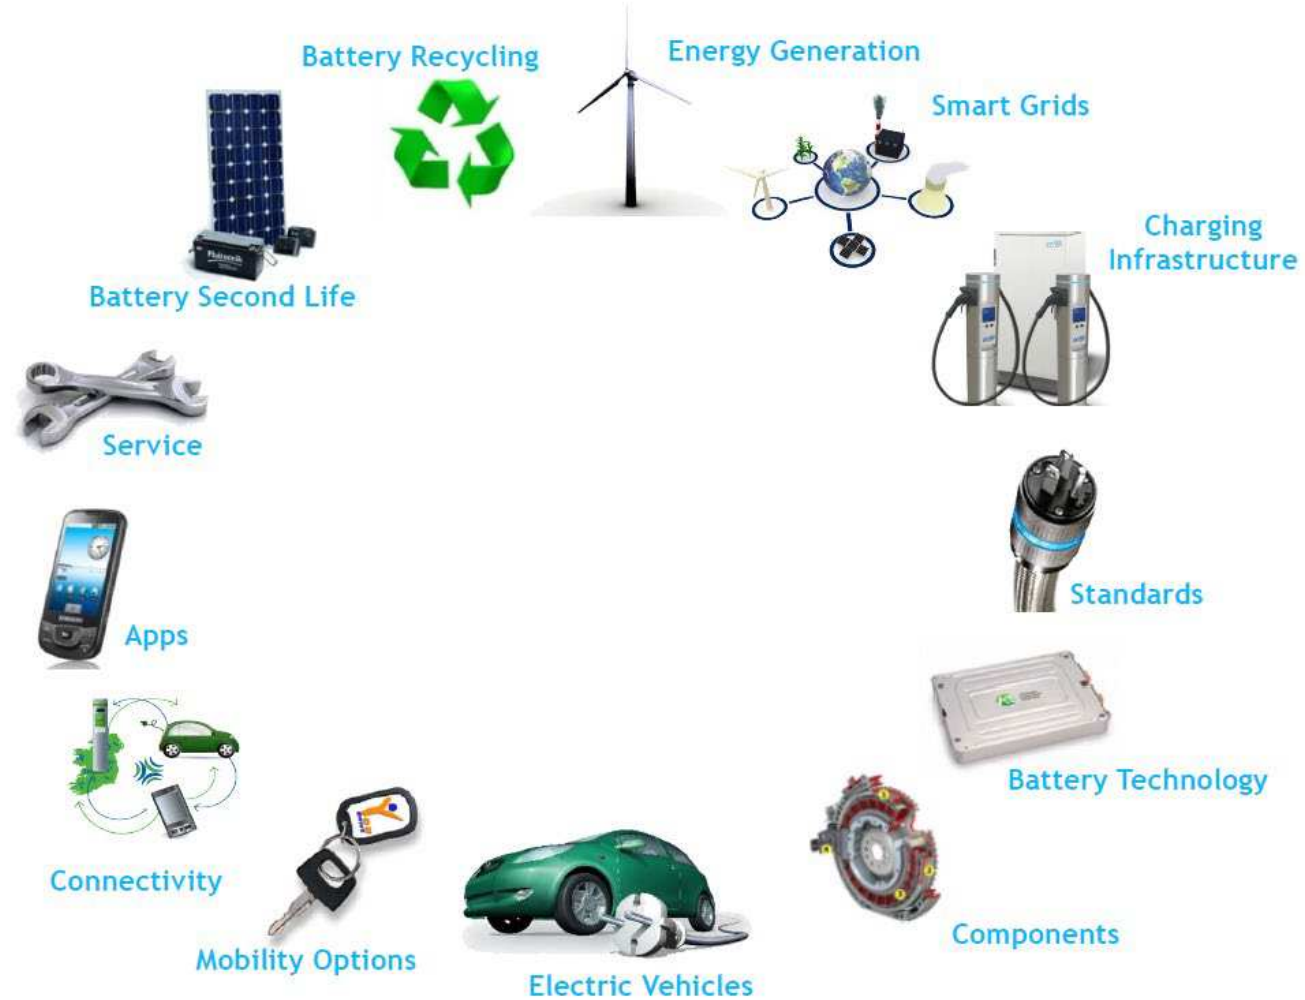 Battery Recycling
Energy Generation
Smart Grids
Charging
Infrastructure
Battery Second Life
Service
Standards
Apps
SAMSUNG
Battery Technology
Connectivity
Components
Mobility Options
Electric Vehicles